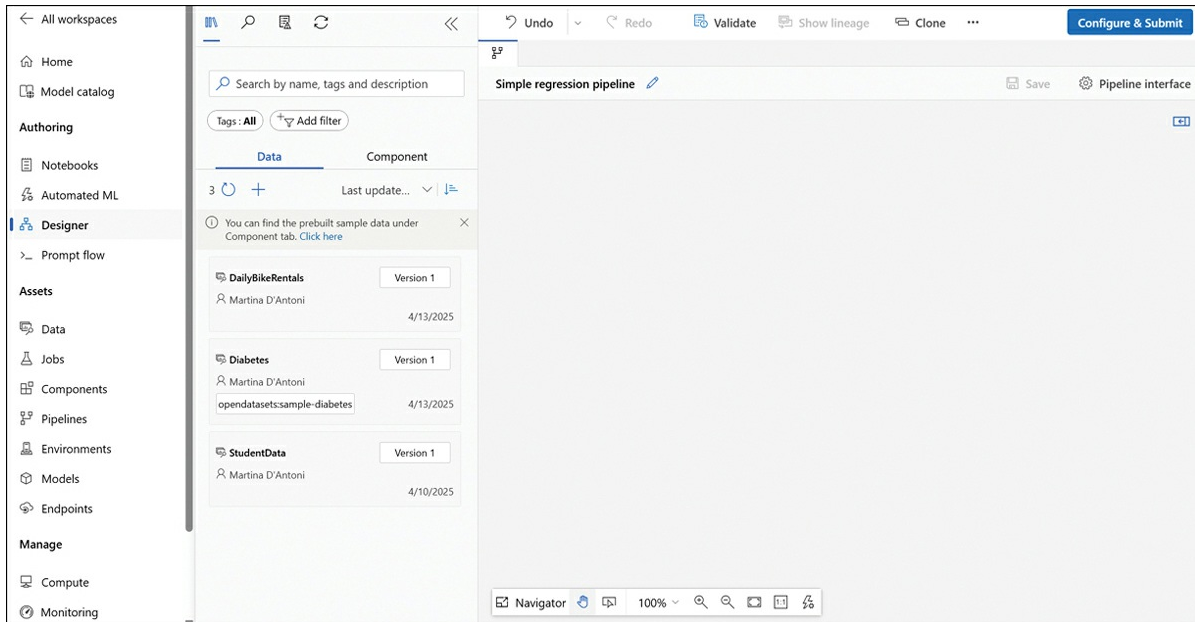 All workspaces
Home
Model catalog
Authoring
Notebooks
Automated ML
Designer
Prompt flow
Assets
Data
Jobs
Components
Pipelines
Environments
Models
Endpoints
Manage
Compute
Monitoring
Search by name, tags and description
Tags : All
Add filter
Data Component
3 Last update...
You can find the prebuilt sample data under
Component tab. Click here
DailyBikeRentals Version 1
Martina D'Antoni
4/13/2025
Diabetes Version 1
Martina D'Antoni
opendatasets:sample-diabetes 4/13/2025
StudentData Version 1
Martina D'Antoni
4/10/2025
Undo Redo Validate Show lineage Clone ... Configure & Submit
Simple regression pipeline Save Pipeline interface
Navigator 100% 1:1